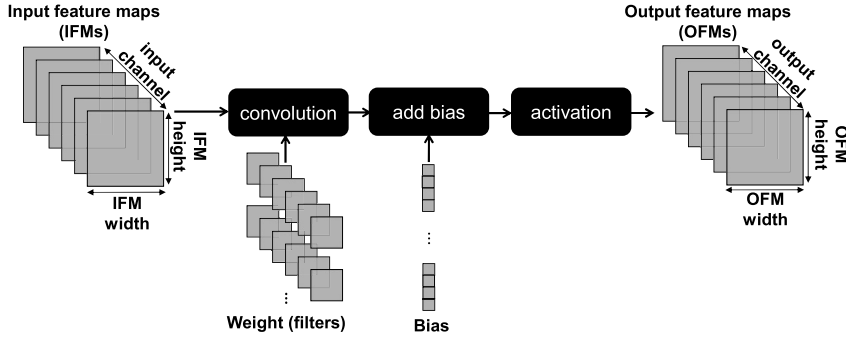 Input feature maps
(IFMs)
input
channel
IFM
height
IFM
width
convolution
add bias
activation
Weight (filters)
...
Bias
...
Output feature maps
(OFMs)
output
channel
OFM
height
OFM
width